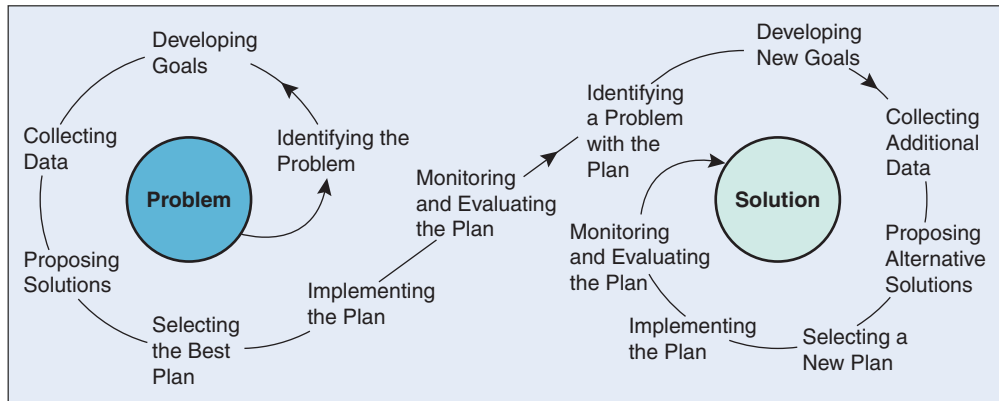 Problem
Identifying the
Problem
Developing
Goals
Collecting
Data
Proposing
Solutions
Selecting
the Best
Plan
Implementing
the Plan
Monitoring
and Evaluating
the Plan
Identifying
a Problem
with the
Plan
Developing
New Goals
Collecting
Additional
Data
Proposing
Alternative
Solutions
Selecting a
New Plan
Implementing
the Plan
Monitoring
and Evaluating
the Plan
Solution